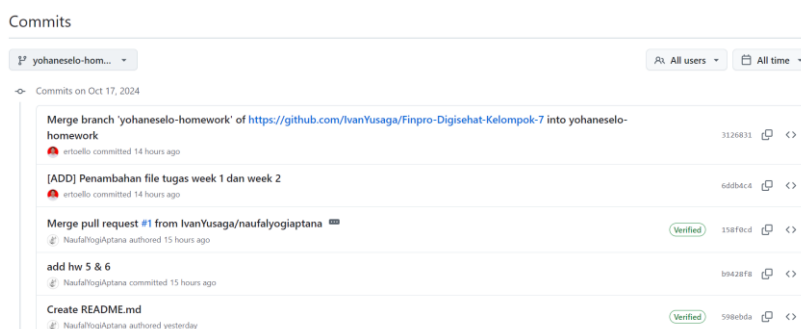 Commits
yohaneselo-hom...
All users
All time
Commits on Oct 17, 2024
Merge branch 'yohaneselo-homework' of https://github.com/IvanYusaga/Finpro-Digisehat-Kelompok-7 into yohaneselo-
homework
3126831
ertoello committed 14 hours ago
[ADD] Penambahan file tugas week 1 dan week 2
6ddb4c4
ertoello committed 14 hours ago
Merge pull request #1 from IvanYusaga/naufalyogiaptana
Verified
158f0cd
NaufalYogiAptana authored 15 hours ago
add hw 5 & 6
b9428f8
NaufalYogiAptana committed 15 hours ago
Create README.md
Verified
598ebda
NaufalYogiAptana authored yesterday